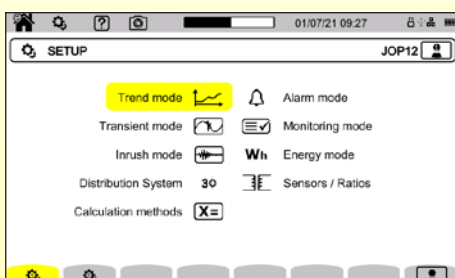 01/07/21 09:27
SETUP
JOP12
Trend mode
Alarm mode
Transient mode
Monitoring mode
Inrush mode
Wh
Energy mode
Distribution System
3φ
Sensors / Ratios
Calculation methods
X=